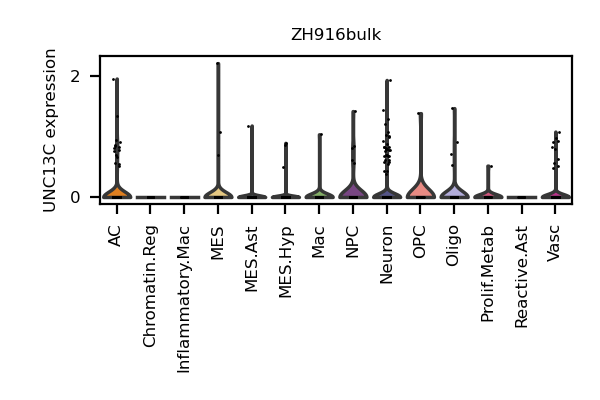 ZH916bulk
UNC13C expression
2
0
AC
Chromatin.Reg
Inflammatory.Mac
MES
MES.Ast
MES.Hyp
Mac
NPC
Neuron
OPC
Oligo
Prolif.Metab
Reactive.Ast
Vasc